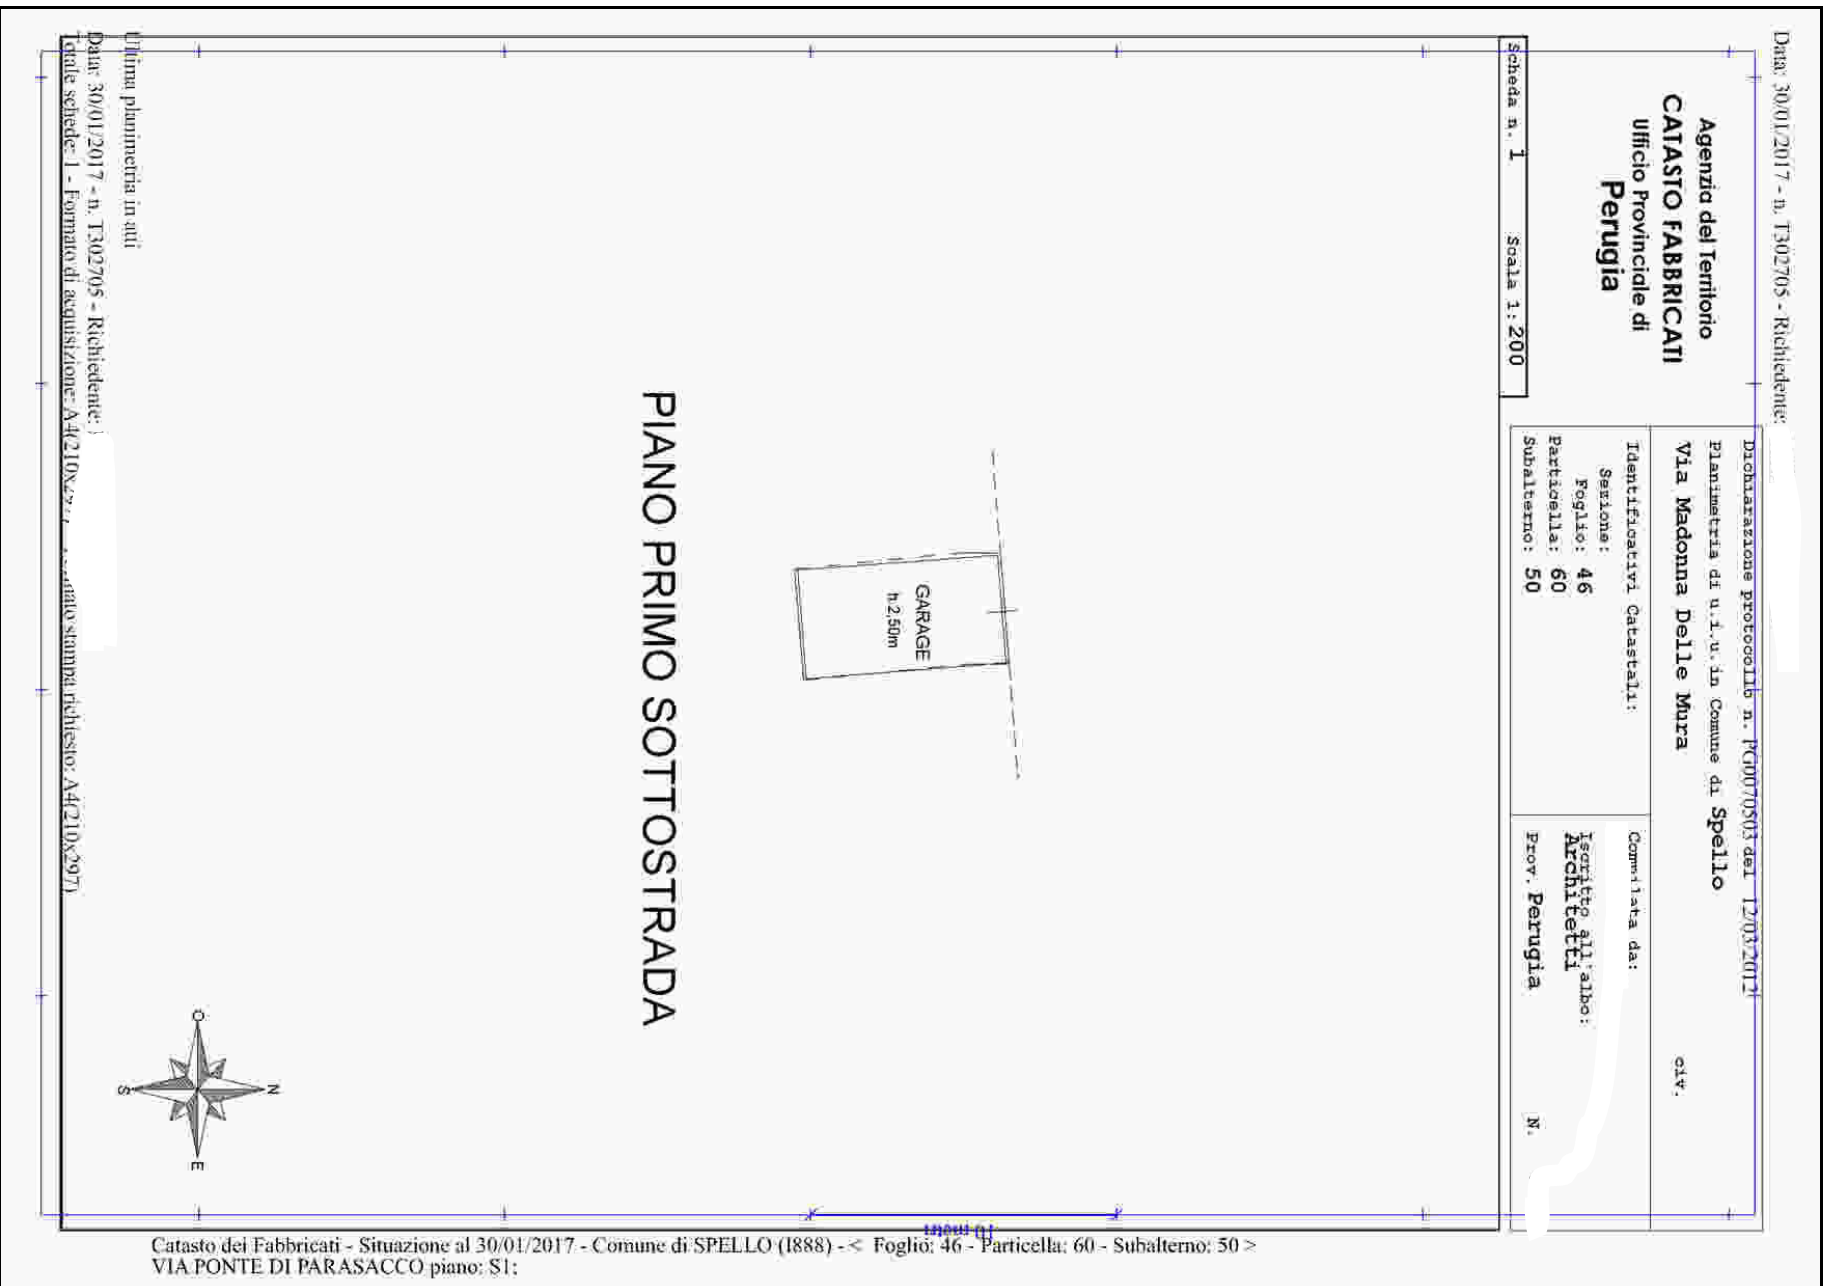 Data: 30/01/2017 - n. T302705 - Richiedente:
Dichiarazione protocollo n. PG0070503 del 12/03/2012
Agenzia del Territorio
CATASTO FABBRICATI
Ufficio Provinciale di
Perugia
Planimetria di u.i.u. in Comune di Spello
Via Madonna Delle Mura civ.
Identificativi Catastali:
Sezione:
Foglio: 46
Particella: 60
Subalterno: 50
Compilata da:
Iscritto all'albo:
Architetti
Prov. Perugia N.
Scheda n. 1 Scala 1:200
GARAGE
h.2,50m
PIANO PRIMO SOTTOSTRADA
N
O
E
S
10 metri
Ultima planimetria in atti
Data: 30/01/2017 - n. T302705 - Richiedente:
Totale schede: 1 - Formato di acquisizione: A4(210x297) stampa richiesto: A4(210x297)
Catasto dei Fabbricati - Situazione al 30/01/2017 - Comune di SPELLO (I888) - < Foglio: 46 - Particella: 60 - Subalterno: 50 >
VIA PONTE DI PARASACCO piano: S1;